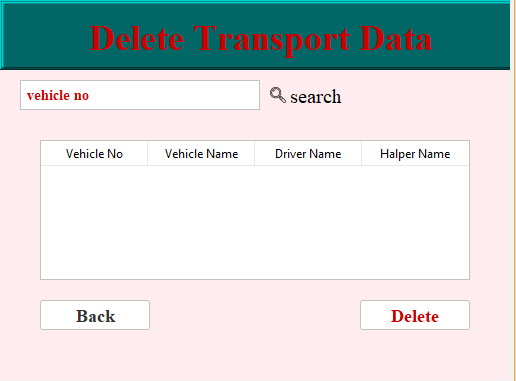 Delete Transport Data
vehicle no search
Vehicle No Vehicle Name Driver Name Halper Name
Back Delete